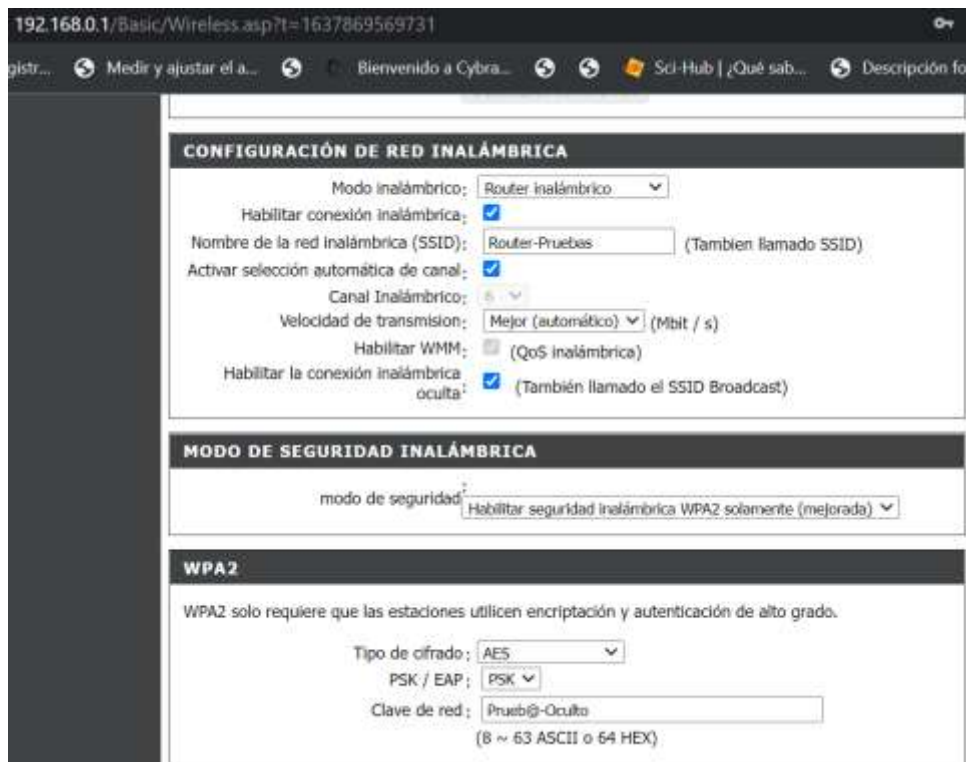 192.168.0.1/Basic/Wireless.asp?t=1637869569731
gistr... Medir y ajustar el a... Bienvenido a Cybra... Sci-Hub | ¿Qué sab... Descripción fo
CONFIGURACIÓN DE RED INALÁMBRICA
Modo inalámbrico: Router inalámbrico
Habilitar conexión inalámbrica:
Nombre de la red inalámbrica (SSID): Router-Pruebas (Tambien llamado SSID)
Activar selección automática de canal:
Canal Inalámbrico: 6
Velocidad de transmision: Mejor (automático) (Mbit / s)
Habilitar WMM: (QoS inalámbrica)
Habilitar la conexión inalámbrica
oculta: (También llamado el SSID Broadcast)
MODO DE SEGURIDAD INALÁMBRICA
modo de seguridad: Habilitar seguridad inalámbrica WPA2 solamente (mejorada)
WPA2
WPA2 solo requiere que las estaciones utilicen encriptación y autenticación de alto grado.
Tipo de cifrado: AES
PSK / EAP: PSK
Clave de red: Prueb@-Oculto
(8 ~ 63 ASCII o 64 HEX)